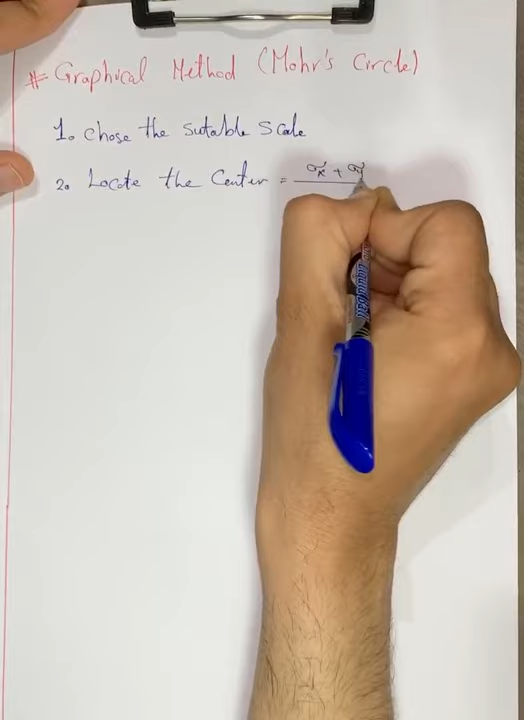 # Graphical Method (Mohr's Circle)
1. chose the sutable scale
2. Locate the Center = σx + σy